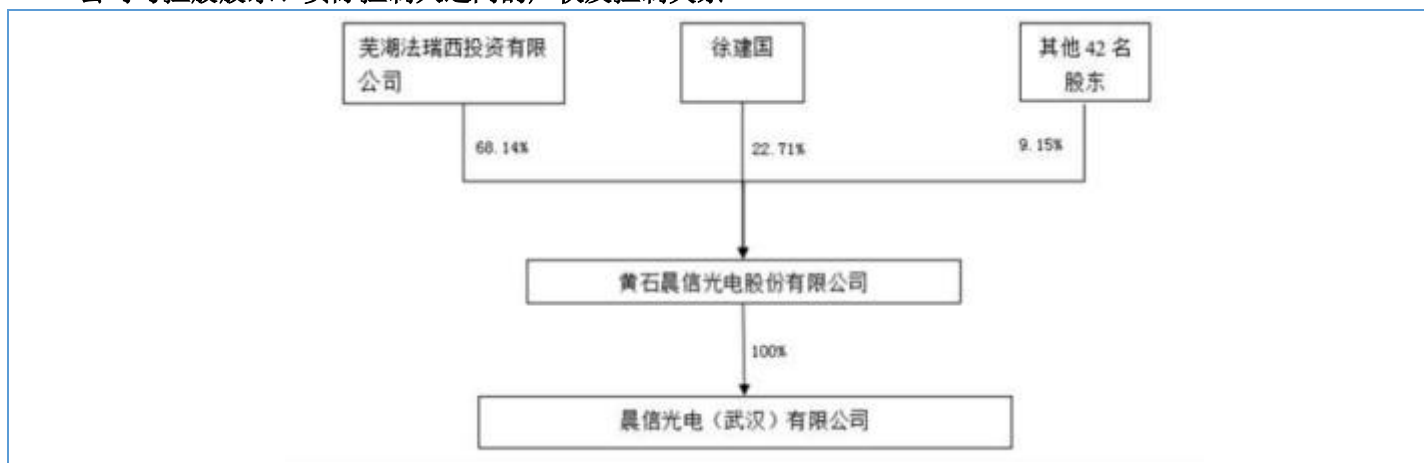 芜湖法瑞西投资有限
公司
徐建国
其他 42 名
股东
68.14%
22.71%
9.15%
黄石晨信光电股份有限公司
100%
晨信光电（武汉）有限公司